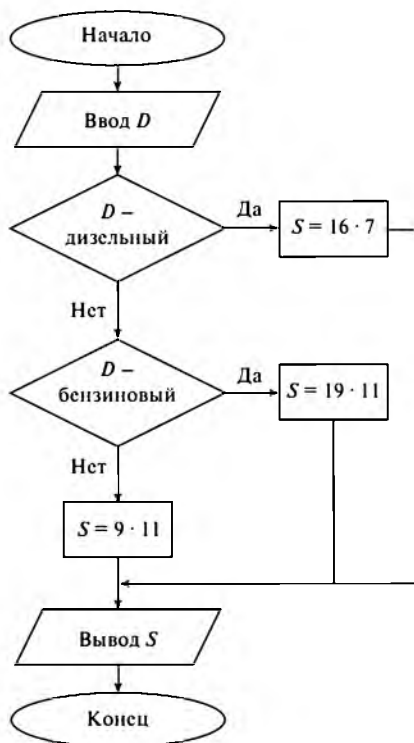 Начало
Ввод D
D –
дизельный
Да
S = 16 · 7
Нет
D –
бензиновый
Да
S = 19 · 11
Нет
S = 9 · 11
Вывод S
Конец